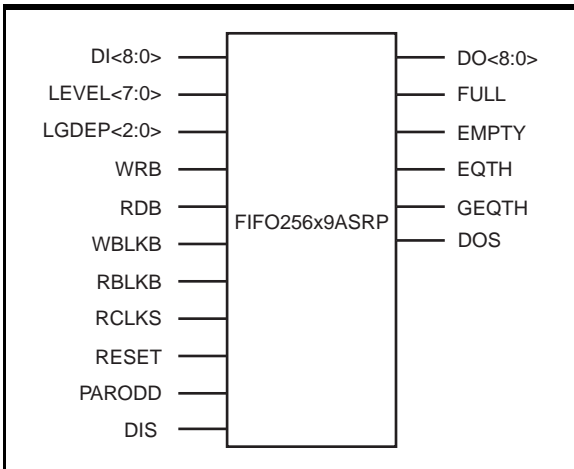 DI<8:0>
LEVEL<7:0>
LGDEP<2:0>
WRB
RDB
WBLKB
RBLKB
RCLKS
RESET
PARODD
DIS
FIFO256x9ASRP
DO<8:0>
FULL
EMPTY
EQTH
GEQTH
DOS